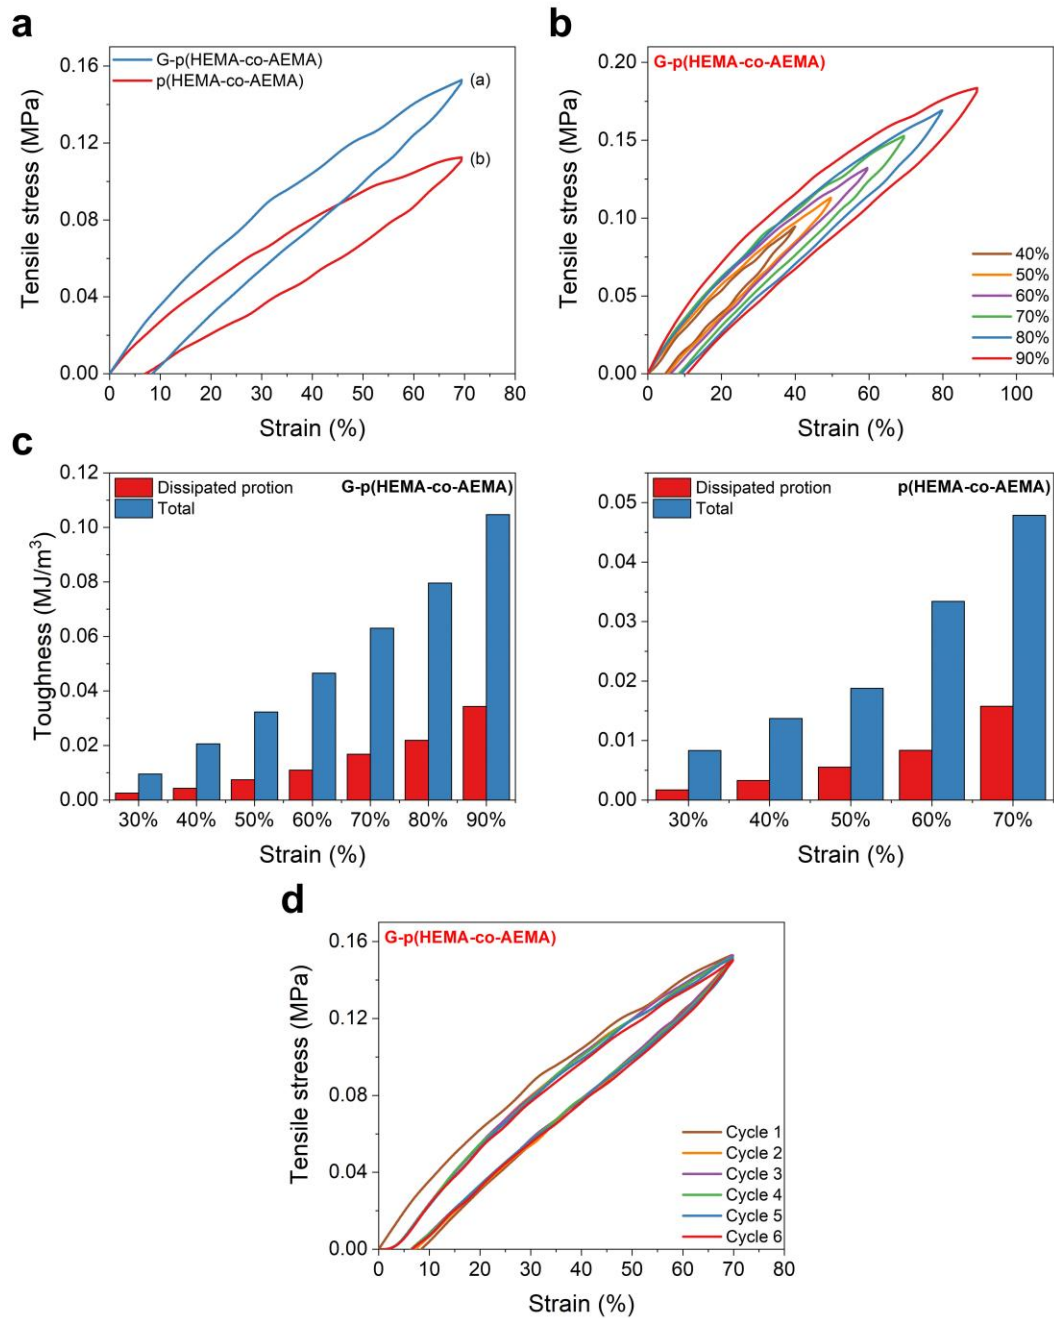 a
G-p(HEMA-co-AEMA)
p(HEMA-co-AEMA)
(a)
(b)
0.16
0.12
0.08
0.04
0.00
0 10 20 30 40 50 60 70 80
Tensile stress (MPa)
Strain (%)
b
G-p(HEMA-co-AEMA)
0.20
0.15
0.10
0.05
0.00
0 20 40 60 80 100
40%
50%
60%
70%
80%
90%
Tensile stress (MPa)
Strain (%)
c
Dissipated protion
Total
G-p(HEMA-co-AEMA)
0.12
0.10
0.08
0.06
0.04
0.02
0.00
30% 40% 50% 60% 70% 80% 90%
Toughness (MJ/m³)
Strain (%)
Dissipated protion
Total
p(HEMA-co-AEMA)
0.05
0.04
0.03
0.02
0.01
0.00
30% 40% 50% 60% 70%
Strain (%)
d
G-p(HEMA-co-AEMA)
0.16
0.12
0.08
0.04
0.00
0 10 20 30 40 50 60 70 80
Cycle 1
Cycle 2
Cycle 3
Cycle 4
Cycle 5
Cycle 6
Tensile stress (MPa)
Strain (%)